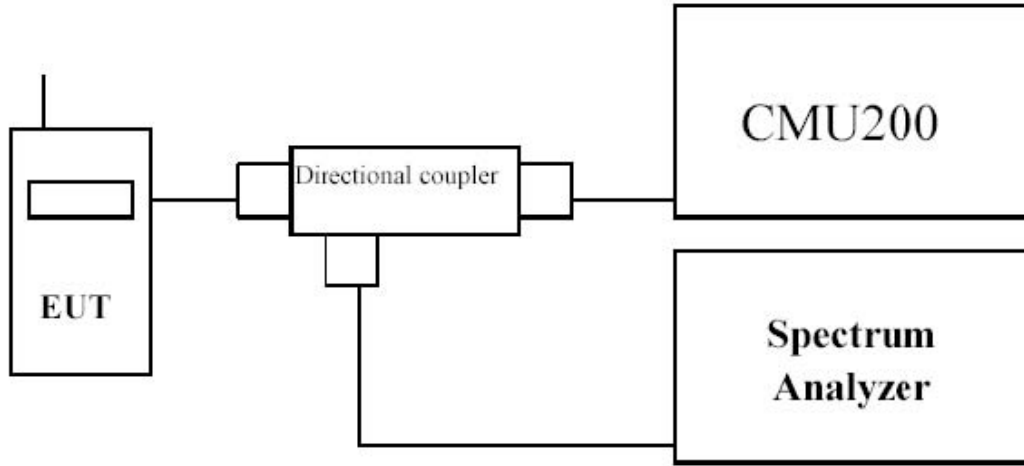 CMU200
Directional coupler
EUT
Spectrum
Analyzer